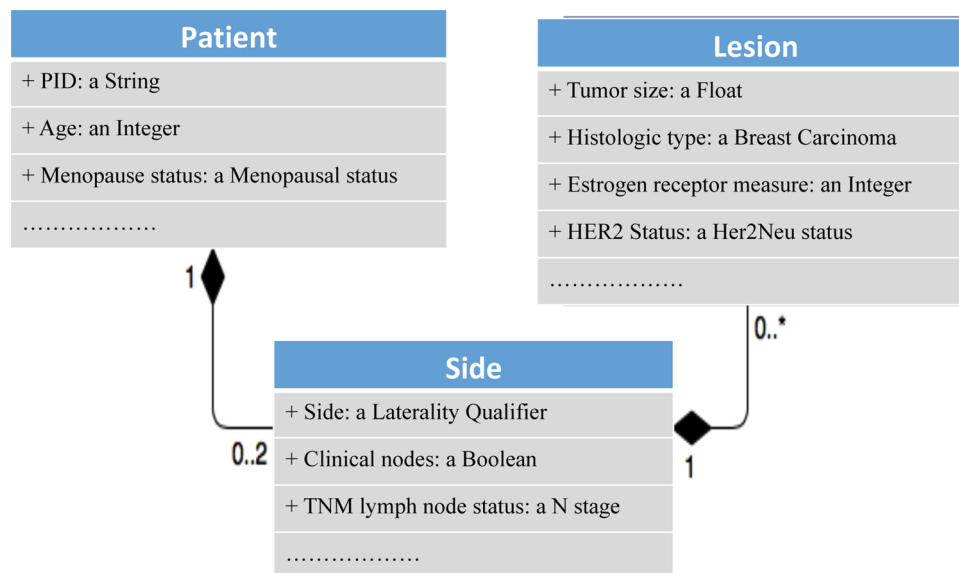 Patient
+ PID: a String
+ Age: an Integer
+ Menopause status: a Menopausal status
………………
Lesion
+ Tumor size: a Float
+ Histologic type: a Breast Carcinoma
+ Estrogen receptor measure: an Integer
+ HER2 Status: a Her2Neu status
………………
1
0..*
Side
+ Side: a Laterality Qualifier
+ Clinical nodes: a Boolean
+ TNM lymph node status: a N stage
………………
0..2
1